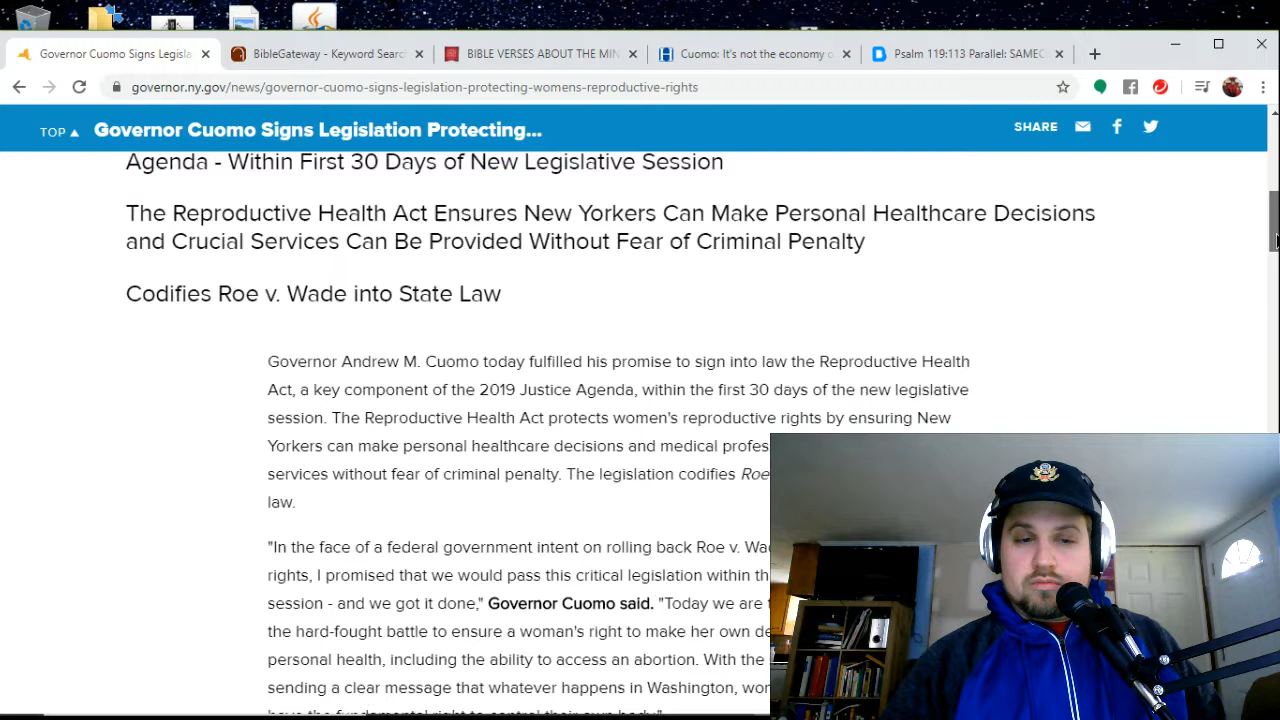 Governor Cuomo Signs Legisla
BibleGateway - Keyword Searc
BIBLE VERSES ABOUT THE MIN
Cuomo: It's not the economy o
Psalm 119:113 Parallel: SAMEC
governor.ny.gov/news/governor-cuomo-signs-legislation-protecting-womens-reproductive-rights
TOP ▲ Governor Cuomo Signs Legislation Protecting...
SHARE
Agenda - Within First 30 Days of New Legislative Session
The Reproductive Health Act Ensures New Yorkers Can Make Personal Healthcare Decisions
and Crucial Services Can Be Provided Without Fear of Criminal Penalty
Codifies Roe v. Wade into State Law
Governor Andrew M. Cuomo today fulfilled his promise to sign into law the Reproductive Health
Act, a key component of the 2019 Justice Agenda, within the first 30 days of the new legislative
session. The Reproductive Health Act protects women's reproductive rights by ensuring New
Yorkers can make personal healthcare decisions and medical profes
services without fear of criminal penalty. The legislation codifies Roe
law.
"In the face of a federal government intent on rolling back Roe v. Wa
rights, I promised that we would pass this critical legislation within th
session - and we got it done," Governor Cuomo said. "Today we are
the hard-fought battle to ensure a woman's right to make her own de
personal health, including the ability to access an abortion. With the
sending a clear message that whatever happens in Washington, wor
have the fundamental right to control their own body."